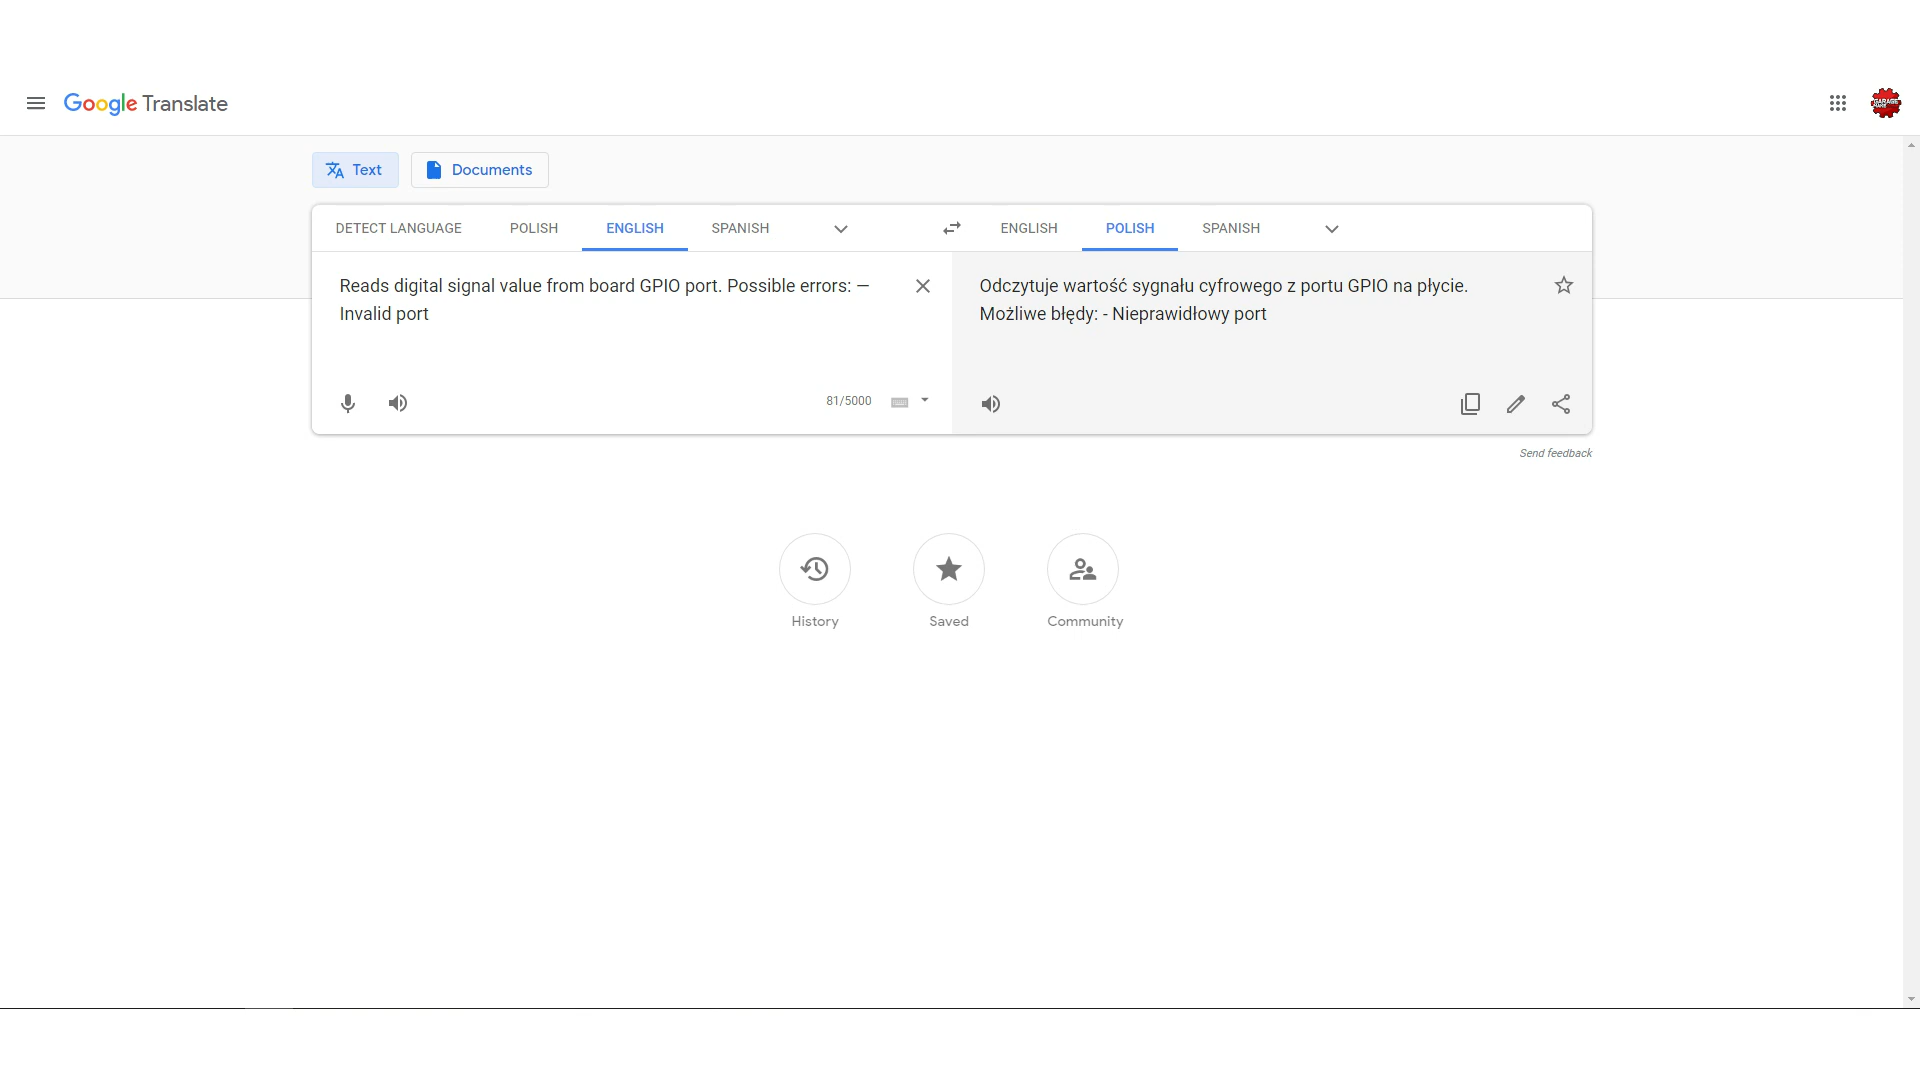 Google Translate
Text
Documents
DETECT LANGUAGE
POLISH
ENGLISH
SPANISH
ENGLISH
POLISH
SPANISH
Reads digital signal value from board GPIO port. Possible errors: —
Invalid port
81/5000
Odczytuje wartość sygnału cyfrowego z portu GPIO na płycie.
Możliwe błędy: - Nieprawidłowy port
Send feedback
History
Saved
Community